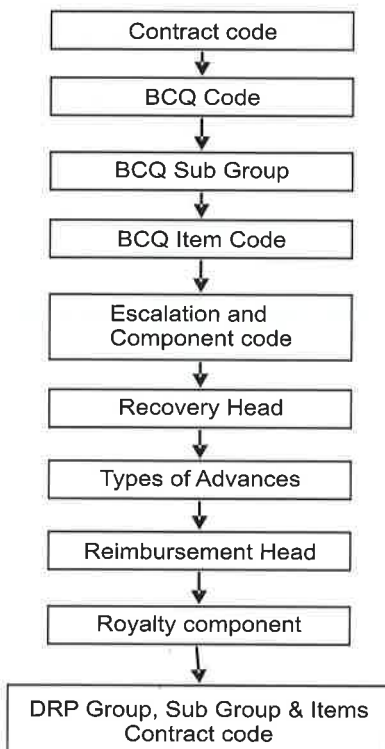 Contract code
BCQ Code
BCQ Sub Group
BCQ Item Code
Escalation and
Component code
Recovery Head
Types of Advances
Reimbursement Head
Royalty component
DRP Group, Sub Group & Items
Contract code